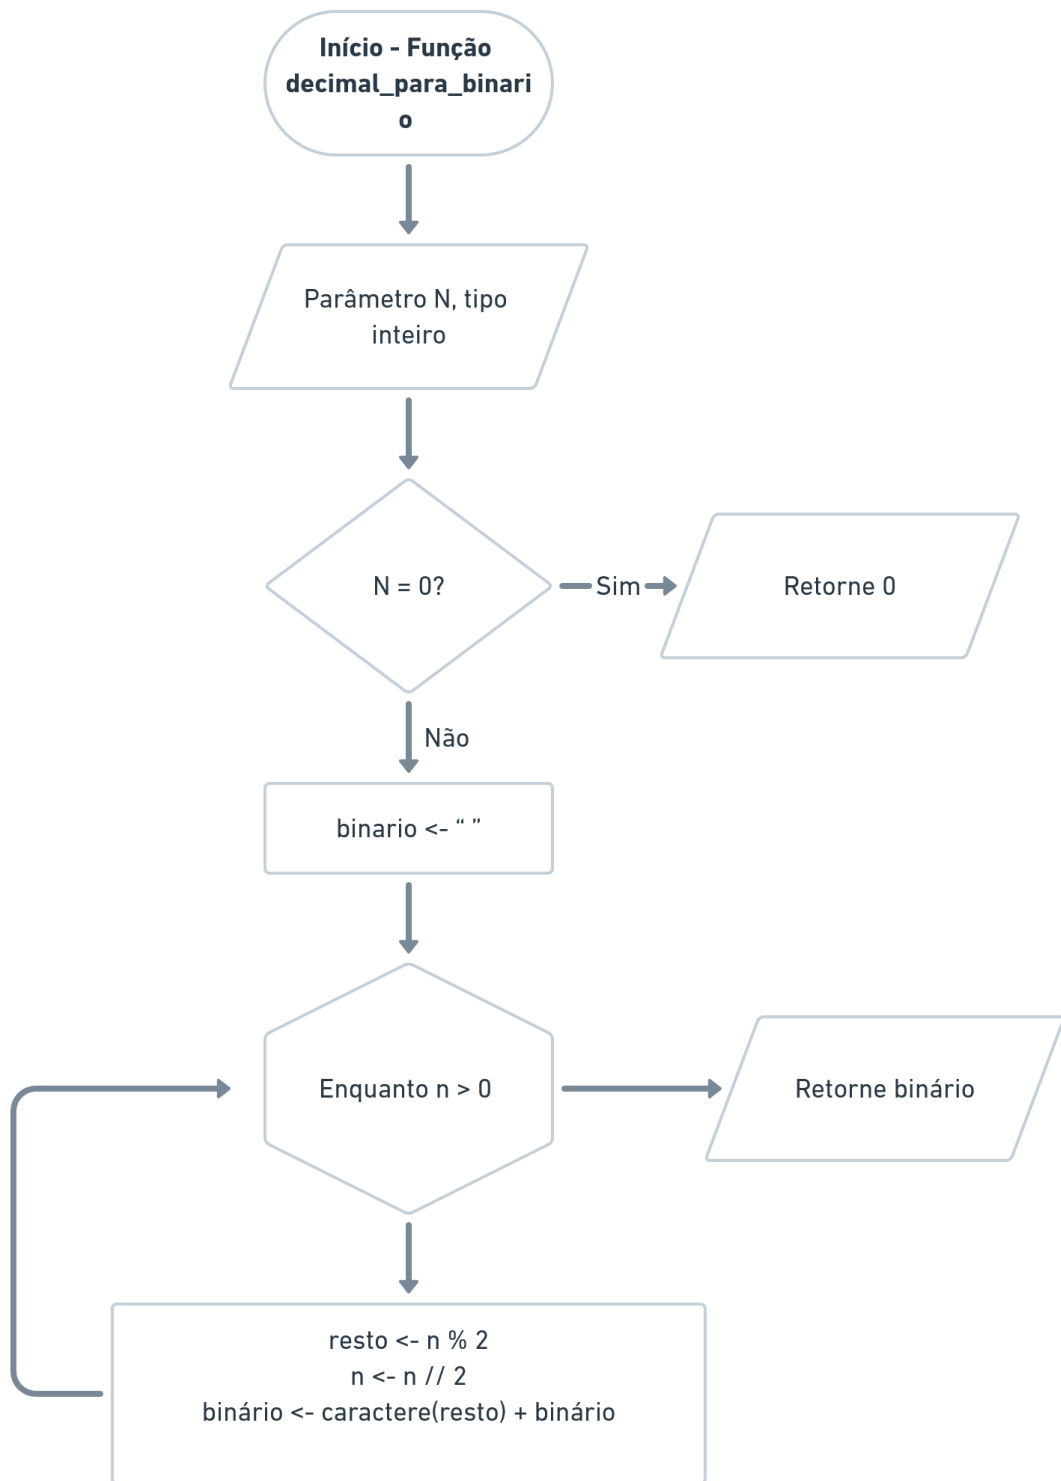 Início - Função
decimal_para_binari
o
Parâmetro N, tipo
inteiro
N = 0?
Sim
Retorne 0
Não
binario <- “ ”
Enquanto n > 0
Retorne binário
resto <- n % 2
n <- n // 2
binário <- caractere(resto) + binário